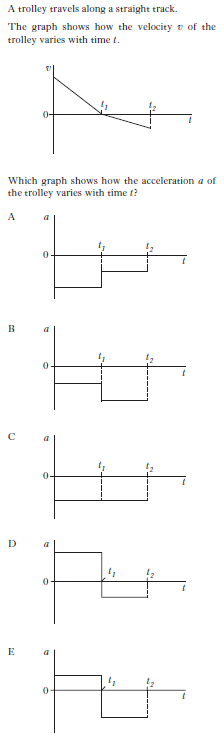 A trolley travels along a straight track.
The graph shows how the velocity v of the
trolley varies with time t.
v
0
t1
t2
t
Which graph shows how the acceleration a of
the trolley varies with time t?
A
a
0
t1
t2
t
B
a
0
t1
t2
t
C
a
0
t1
t2
t
D
a
0
t1
t2
t
E
a
0
t1
t2
t